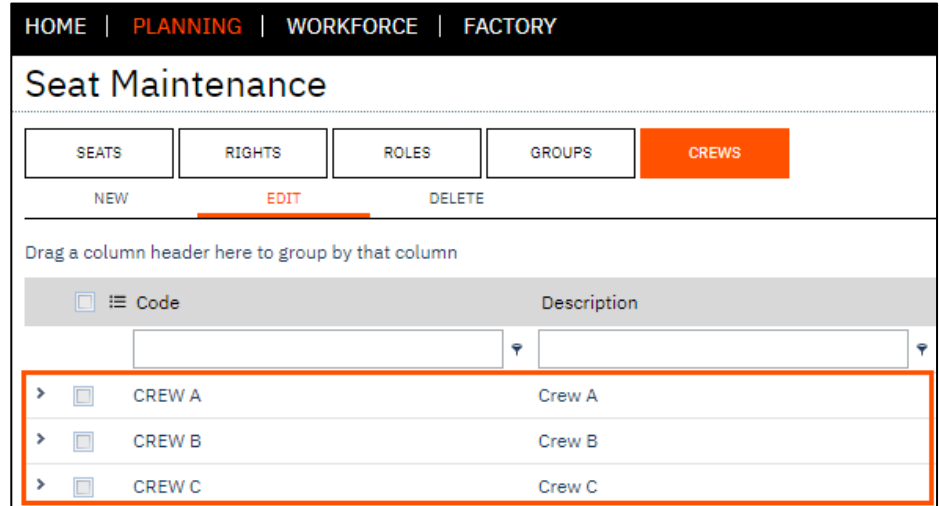 HOME | PLANNING | WORKFORCE | FACTORY
Seat Maintenance
SEATS RIGHTS ROLES GROUPS CREWS
NEW EDIT DELETE
Drag a column header here to group by that column
Code Description
CREW A Crew A
CREW B Crew B
CREW C Crew C